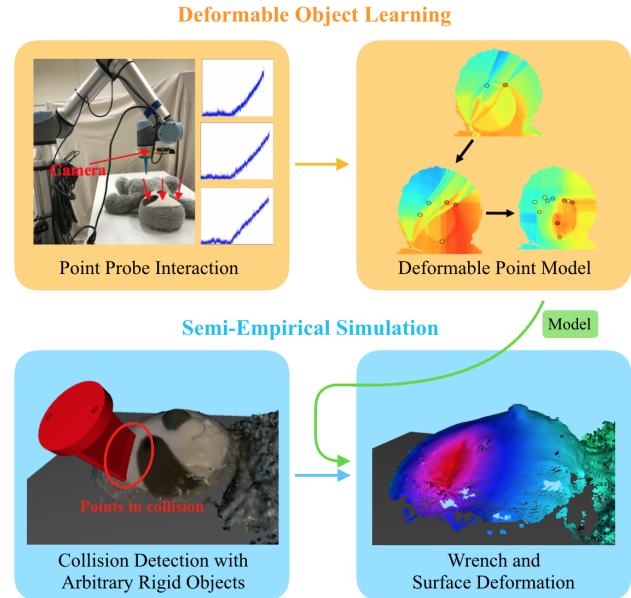 Deformable Object Learning
Camera
Point Probe Interaction
Deformable Point Model
Semi-Empirical Simulation
Model
Points in collision
Collision Detection with
Arbitrary Rigid Objects
Wrench and
Surface Deformation